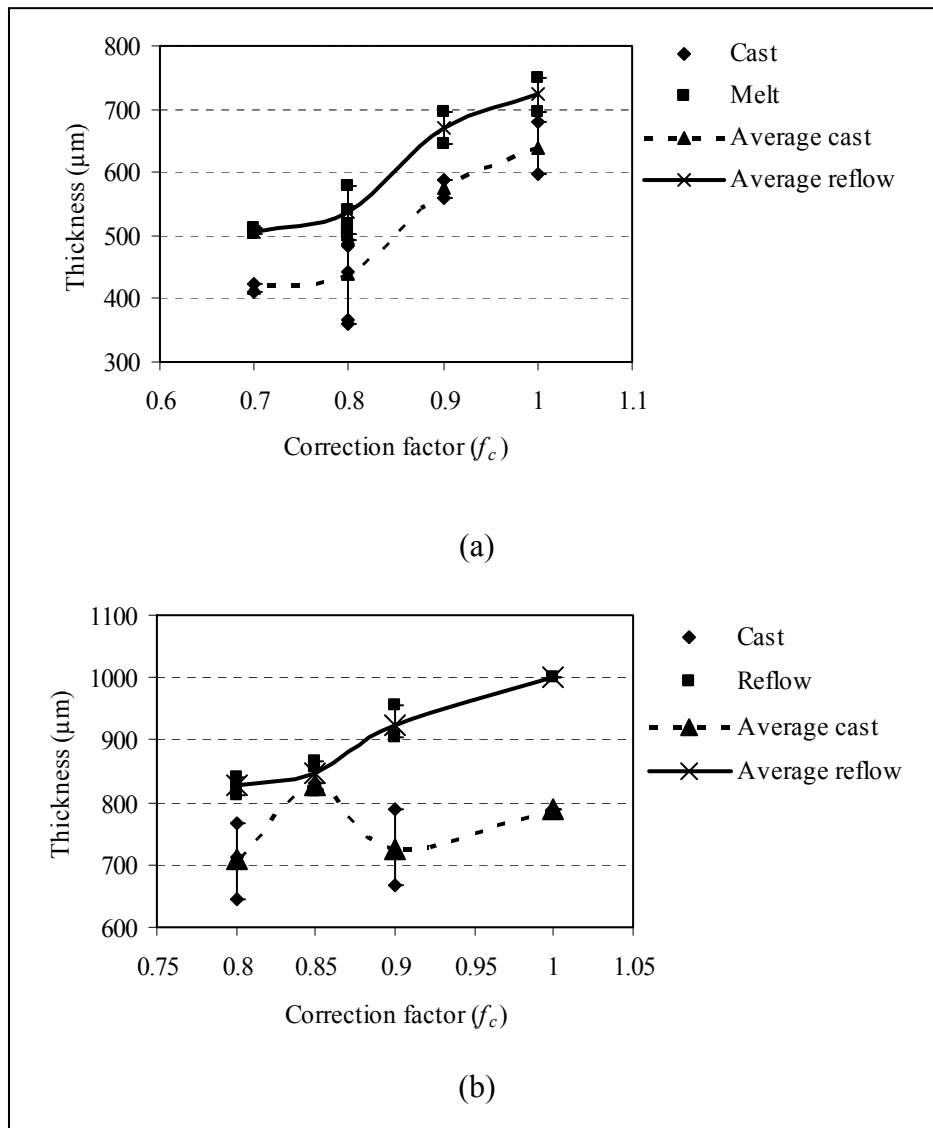 800
700
600
500
400
300
Thickness (µm)
0.6 0.7 0.8 0.9 1 1.1
Correction factor (fc)
Cast
Melt
Average cast
Average reflow
(a)
1100
1000
900
800
700
600
Thickness (µm)
0.75 0.8 0.85 0.9 0.95 1 1.05
Correction factor (fc)
Cast
Reflow
Average cast
Average reflow
(b)